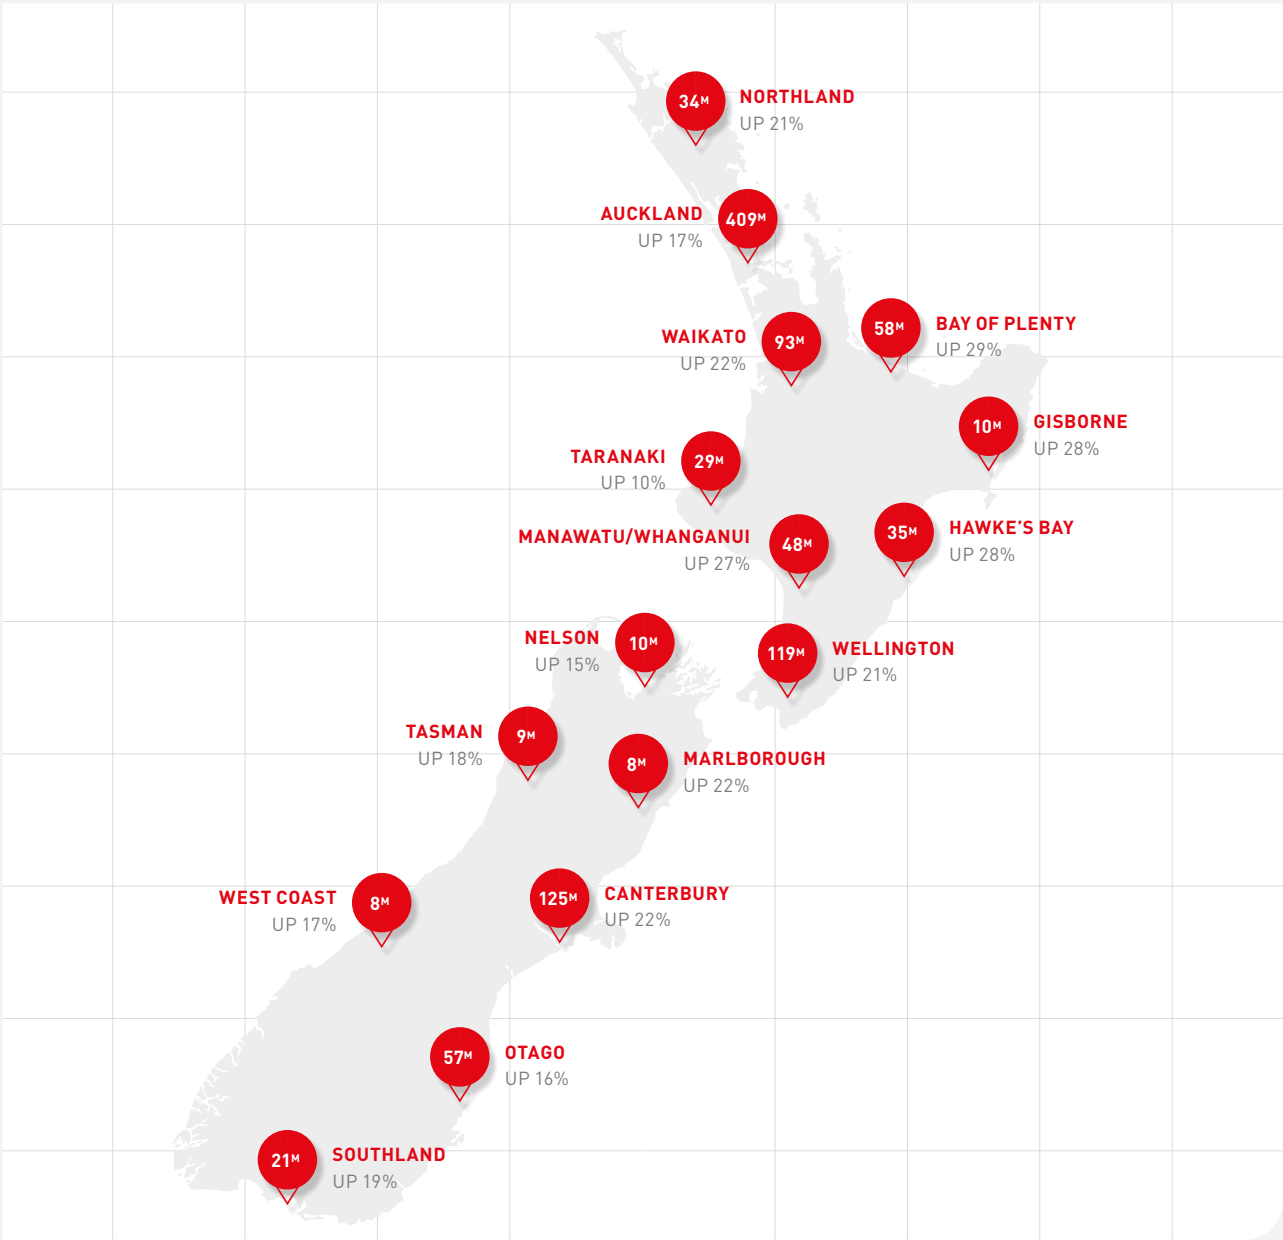 34M
NORTHLAND
UP 21%
AUCKLAND
UP 17%
409M
WAIKATO
UP 22%
93M
58M
BAY OF PLENTY
UP 29%
10M
GISBORNE
UP 28%
TARANAKI
UP 10%
29M
MANAWATU/WHANGANUI
UP 27%
48M
35M
HAWKE'S BAY
UP 28%
NELSON
UP 15%
10M
119M
WELLINGTON
UP 21%
TASMAN
UP 18%
9M
8M
MARLBOROUGH
UP 22%
WEST COAST
UP 17%
8M
125M
CANTERBURY
UP 22%
57M
OTAGO
UP 16%
21M
SOUTHLAND
UP 19%